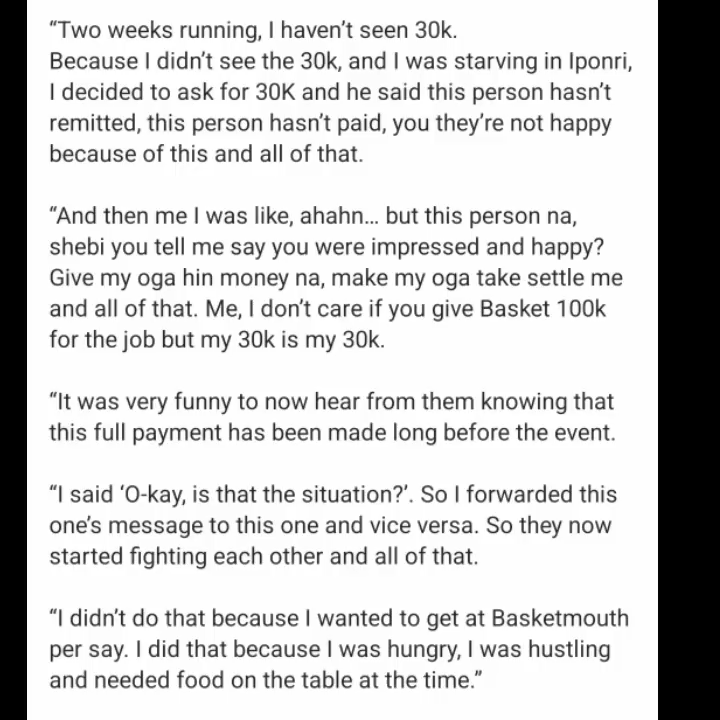 “Two weeks running, I haven’t seen 30k.
Because I didn’t see the 30k, and I was starving in Iponri,
I decided to ask for 30K and he said this person hasn’t
remitted, this person hasn’t paid, you they’re not happy
because of this and all of that.
“And then me I was like, ahahn... but this person na,
shebi you tell me say you were impressed and happy?
Give my oga hin money na, make my oga take settle me
and all of that. Me, I don’t care if you give Basket 100k
for the job but my 30k is my 30k.
“It was very funny to now hear from them knowing that
this full payment has been made long before the event.
“I said ‘O-kay, is that the situation?’. So I forwarded this
one’s message to this one and vice versa. So they now
started fighting each other and all of that.
“I didn’t do that because I wanted to get at Basketmouth
per say. I did that because I was hungry, I was hustling
and needed food on the table at the time.”